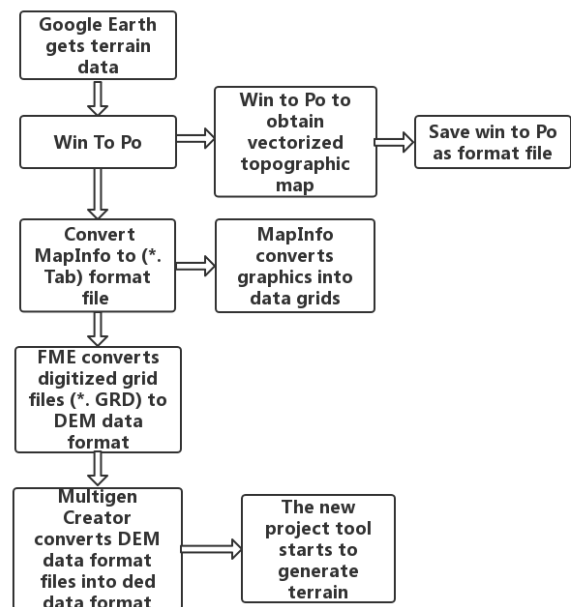 Google Earth
gets terrain
data
Win To Po
Win to Po to
obtain
vectorized
topographic
map
Save win to Po
as format file
Convert
MapInfo to (*.
Tab) format
file
MapInfo
converts
graphics into
data grids
FME converts
digitized grid
files (*. GRD) to
DEM data
format
Multigen
Creator
converts DEM
data format
files into ded
data format
The new
project tool
starts to
generate
terrain